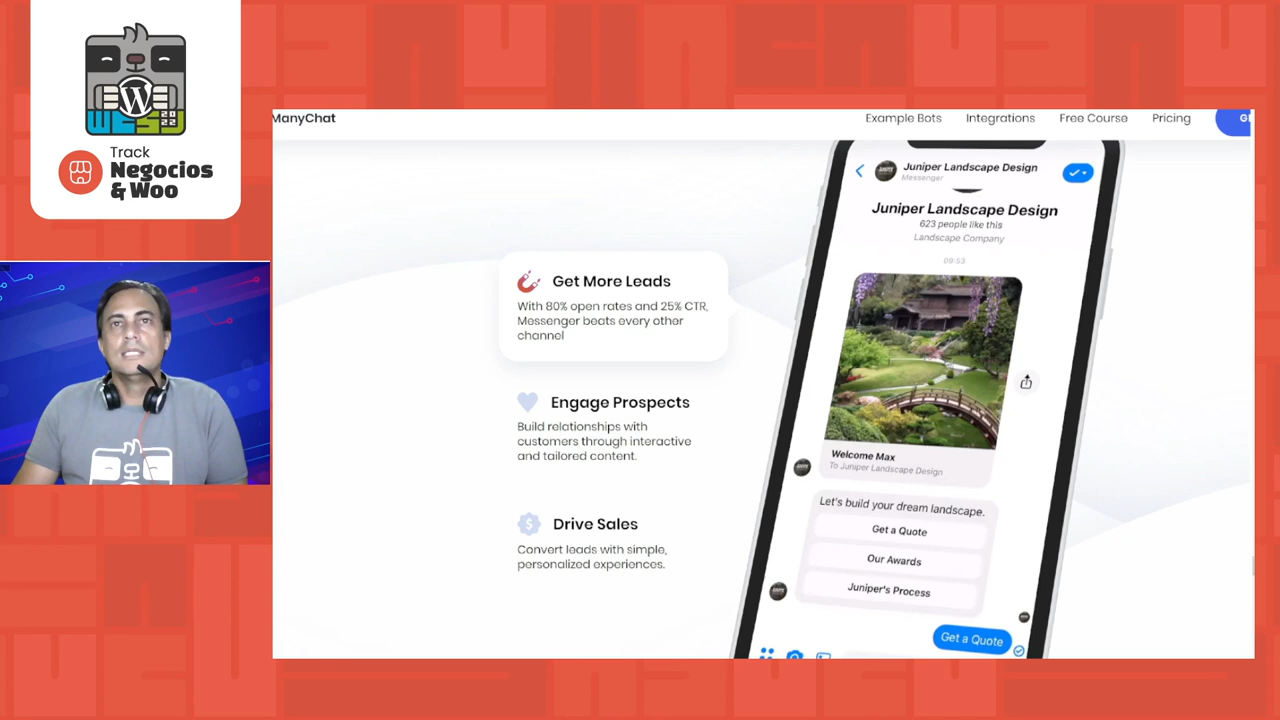 Track
Negocios
& Woo
ManyChat
Example Bots
Integrations
Free Course
Pricing
Get More Leads
With 80% open rates and 25% CTR,
Messenger beats every other
channel
Engage Prospects
Build relationships with
customers through interactive
and tailored content.
Drive Sales
Convert leads with simple,
personalized experiences.
Juniper Landscape Design
Messenger
Juniper Landscape Design
623 people like this
Landscape Company
09:53
Welcome Max
To Juniper Landscape Design
Let's build your dream landscape.
Get a Quote
Our Awards
Juniper's Process
Get a Quote